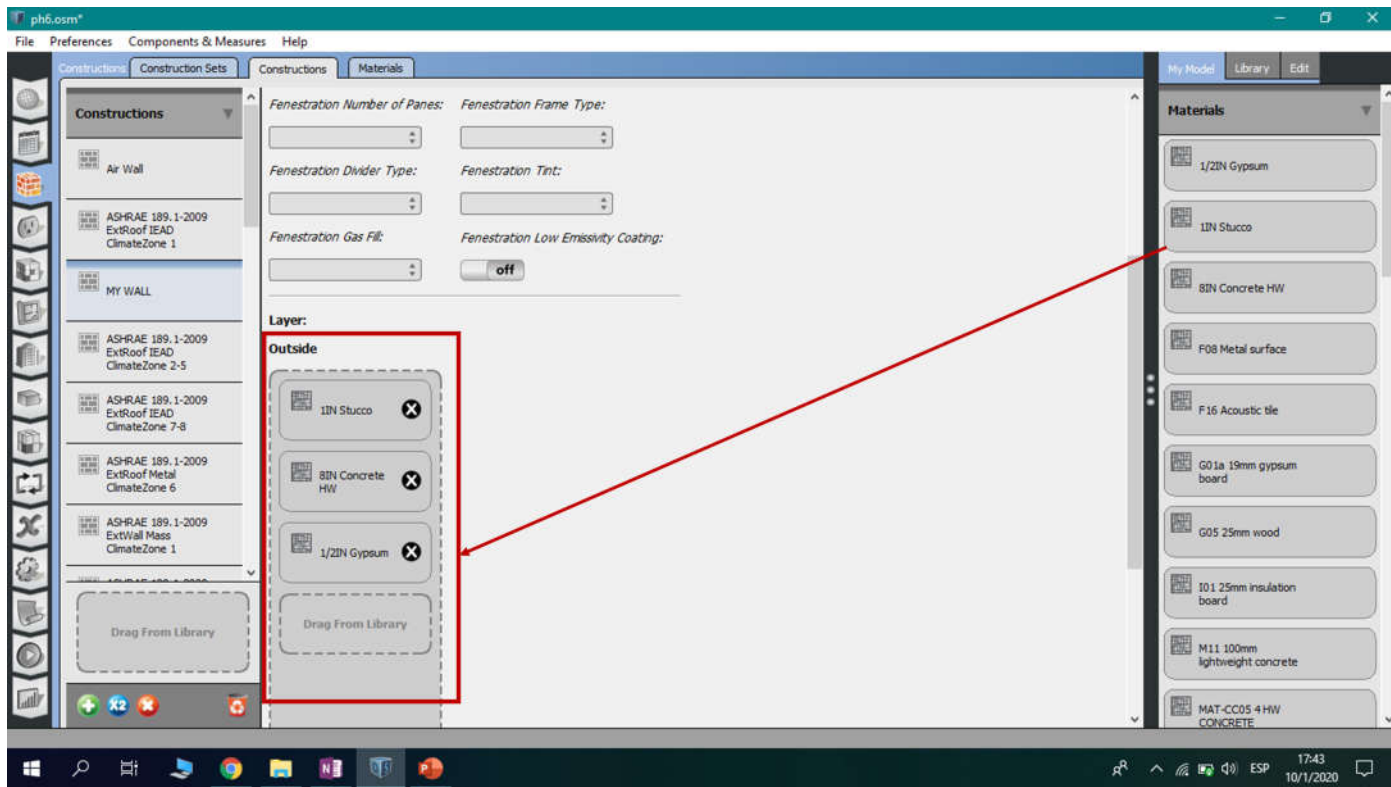 ph6.osm*
File Preferences Components & Measures Help
Constructions Construction Sets Constructions Materials
My Model Library Edit
Constructions
Air Wall
ASHRAE 189.1-2009
ExtRoof IEAD
ClimateZone 1
MY WALL
ASHRAE 189.1-2009
ExtRoof IEAD
ClimateZone 2-5
ASHRAE 189.1-2009
ExtRoof IEAD
ClimateZone 7-8
ASHRAE 189.1-2009
ExtRoof Metal
ClimateZone 6
ASHRAE 189.1-2009
ExtWall Mass
ClimateZone 1
Drag From Library
X2
Fenestration Number of Panes: Fenestration Frame Type:
Fenestration Divider Type: Fenestration Tint:
Fenestration Gas Fill: Fenestration Low Emissivity Coating:
off
Layer:
Outside
1IN Stucco
8IN Concrete
HW
1/2IN Gypsum
Drag From Library
Materials
1/2IN Gypsum
1IN Stucco
8IN Concrete HW
F08 Metal surface
F16 Acoustic tile
G01a 19mm gypsum
board
G05 25mm wood
I01 25mm insulation
board
M11 100mm
lightweight concrete
MAT-CC05 4 HW
CONCRETE
ESP
17:43
10/1/2020